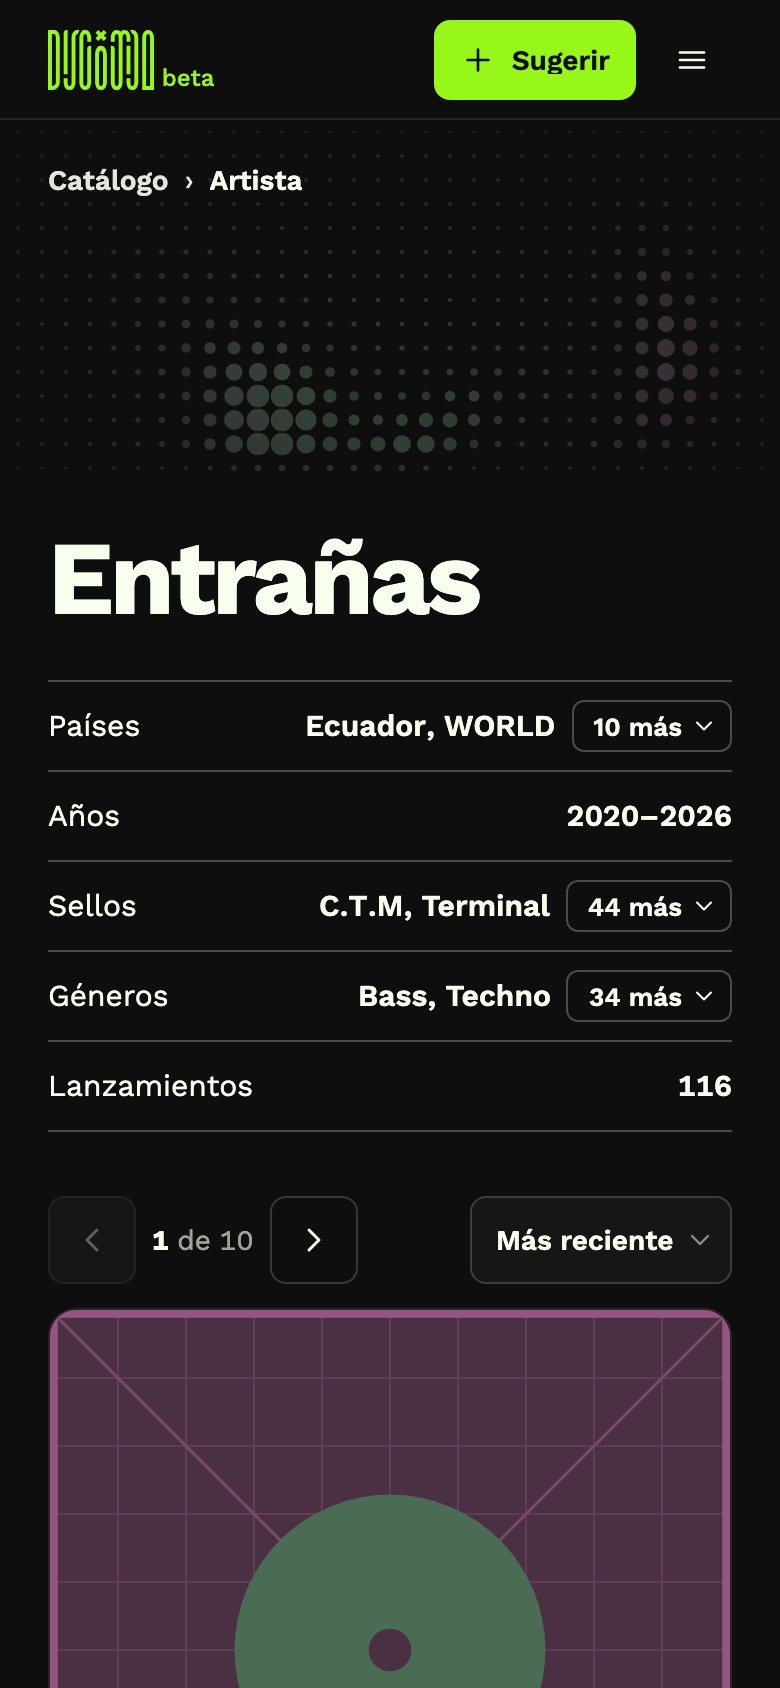 beta
+ Sugerir
Catálogo › Artista
Entrañas
Países Ecuador, WORLD 10 más
Años 2020–2026
Sellos C.T.M, Terminal 44 más
Géneros Bass, Techno 34 más
Lanzamientos 116
1 de 10 Más reciente